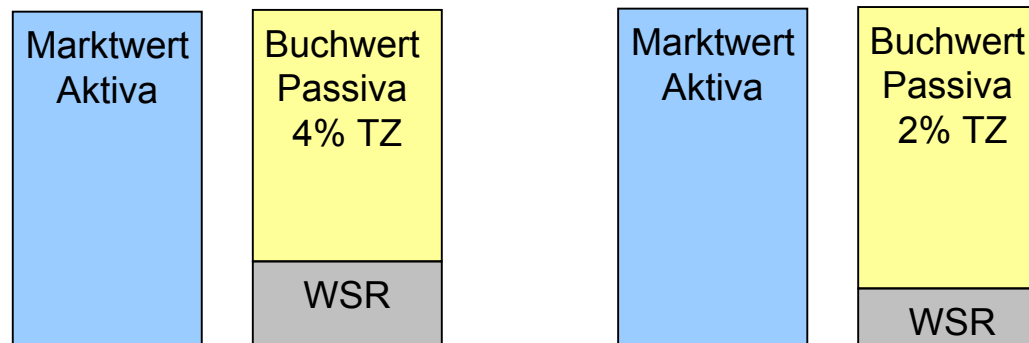 Marktwert
Aktiva
Buchwert
Passiva
4% TZ
WSR
Marktwert
Aktiva
Buchwert
Passiva
2% TZ
WSR